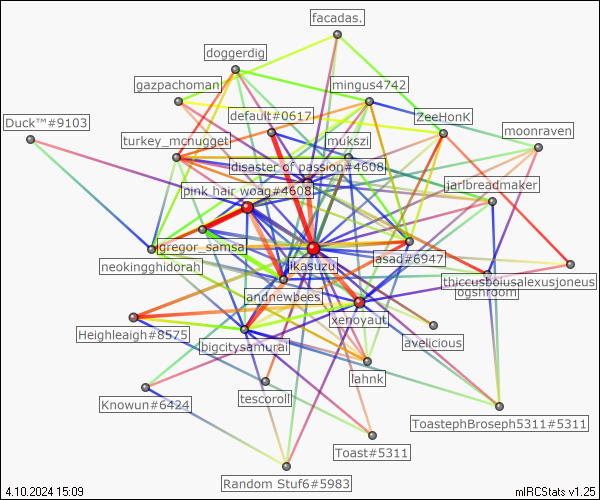 facadas.
doggerdig
gazpachoman
mingus4742
default#0617
ZeeHonK
Duck™#9103
turkey_mcnugget
mukszi
moonraven
disaster of passion#4608
pink hair woag#4608
jarlbreadmaker
gregor_samsa
neokingghidorah
ikasuzu
asad#6947
thiccusboiusalexusjoneus
ogshroom
andnewbees
xenoyaut
Heighleaigh#8575
bigcitysamurai
avelicious
lahnk
Knowun#6424
tescoroll
ToastephBroseph5311#5311
Toast#5311
Random Stuf6#5983
4.10.2024 15:09
mIRCStats v1.25